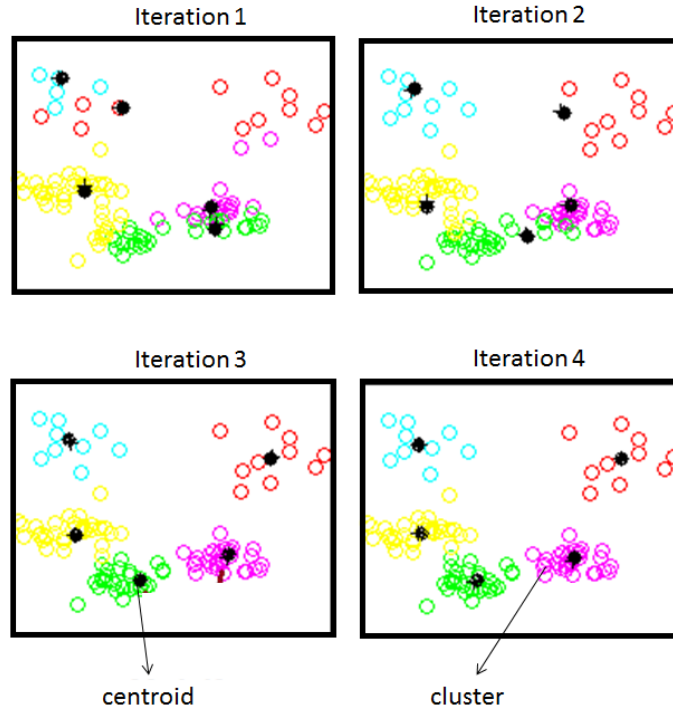 Iteration 1
Iteration 2
Iteration 3
Iteration 4
centroid
cluster